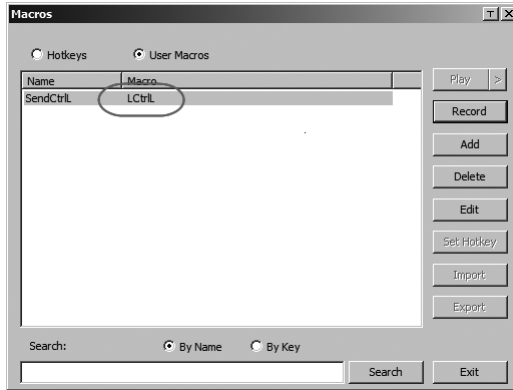 Macros
Hotkeys
User Macros
Name
Macro
SendCtrlL
LCtrlL
Play
>
Record
Add
Delete
Edit
Set Hotkey
Import
Export
Search:
By Name
By Key
Search
Exit